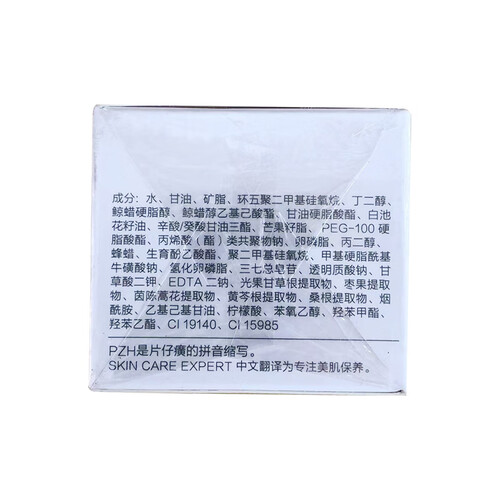 成分：水、甘油、矿脂、环五聚二甲基硅氧烷、丁二醇、
鲸蜡硬脂醇、鲸蜡醇乙基己酸酯、甘油硬脂酸酯、白池
花籽油、辛酸/癸酸甘油三酯、芒果籽脂、PEG-100 硬
脂酸酯、丙烯酸（酯）类共聚物钠、卵磷脂、丙二醇、
蜂蜡、生育酚乙酸酯、聚二甲基硅氧烷、甲基硬脂酰基
牛磺酸钠、氢化卵磷脂、三七总皂苷、透明质酸钠、甘
草酸二钾、EDTA 二钠、光果甘草根提取物、枣果提取
物、茵陈蒿花提取物、黄芩根提取物、桑根提取物、烟
酰胺、乙基己基甘油、柠檬酸、苯氧乙醇、羟苯甲酯、
羟苯乙酯、CI 19140、CI 15985
PZH是片仔癀的拼音缩写。
SKIN CARE EXPERT 中文翻译为专注美肌保养。